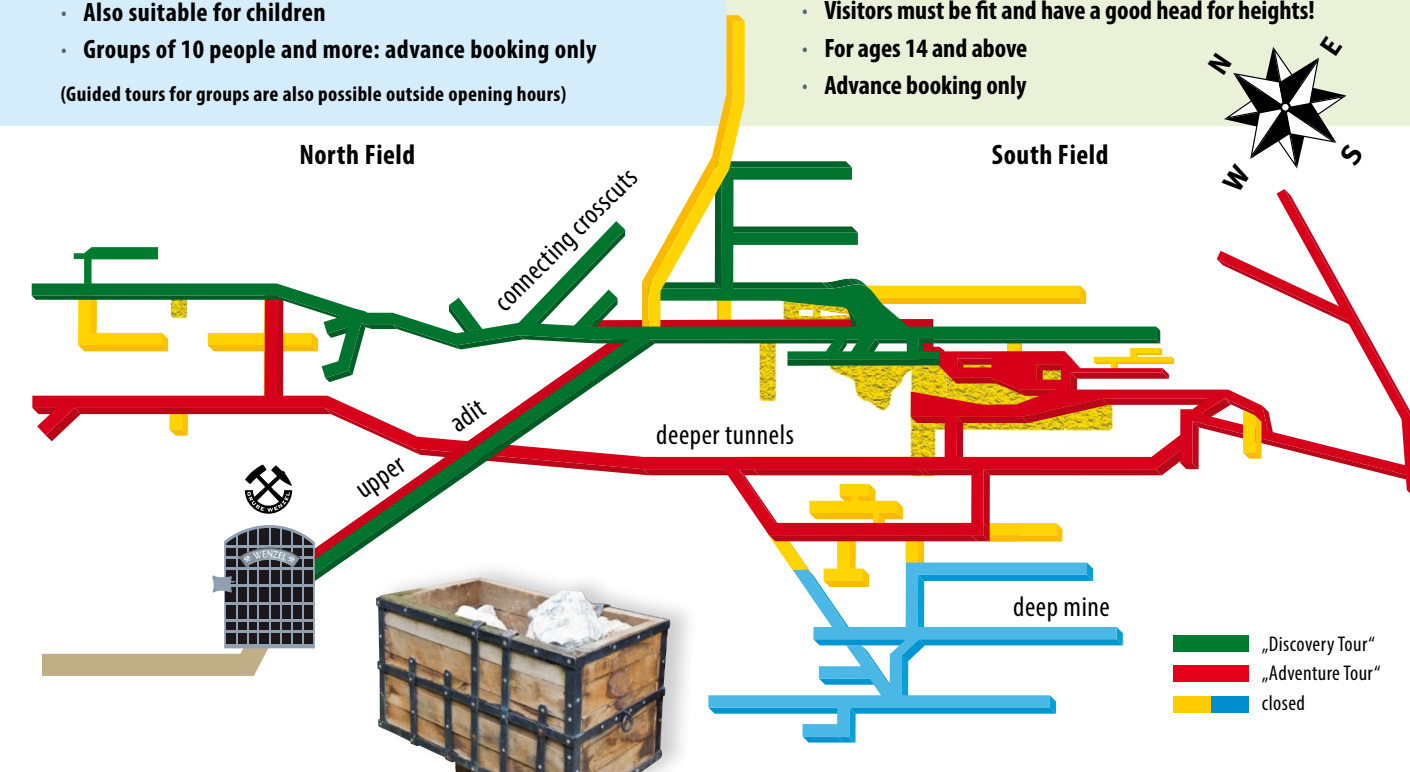 · Also suitable for children
· Groups of 10 people and more: advance booking only
(Guided tours for groups are also possible outside opening hours)
· Visitors must be fit and have a good head for heights!
· For ages 14 and above
· Advance booking only
N
E
W
S
North Field
South Field
connecting crosscuts
upper adit
deeper tunnels
GRUBE WENZEL
WENZEL
deep mine
„Discovery Tour“
„Adventure Tour“
closed